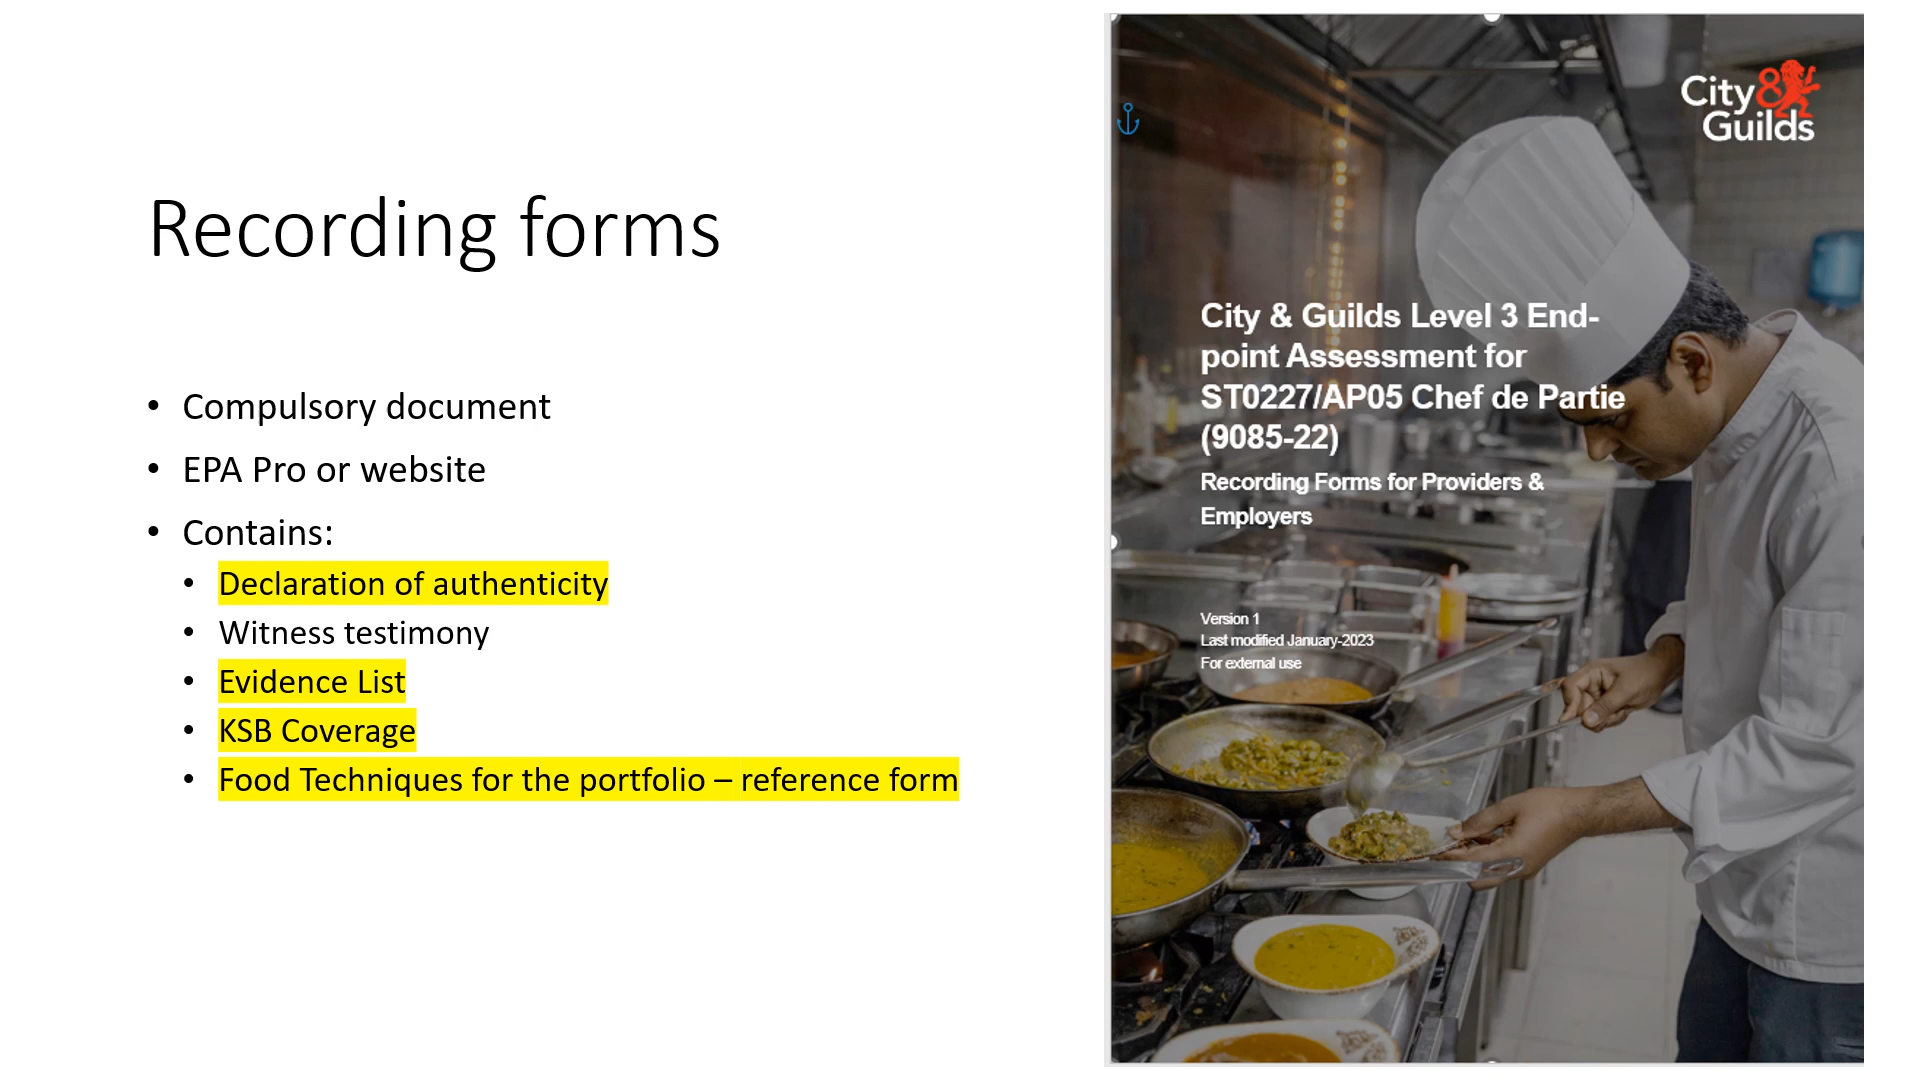 Recording forms
• Compulsory document
• EPA Pro or website
• Contains:
• Declaration of authenticity
• Witness testimony
• Evidence List
• KSB Coverage
• Food Techniques for the portfolio – reference form
City &
Guilds
City & Guilds Level 3 End-
point Assessment for
ST0227/AP05 Chef de Partie
(9085-22)
Recording Forms for Providers &
Employers
Version 1
Last modified January-2023
For external use